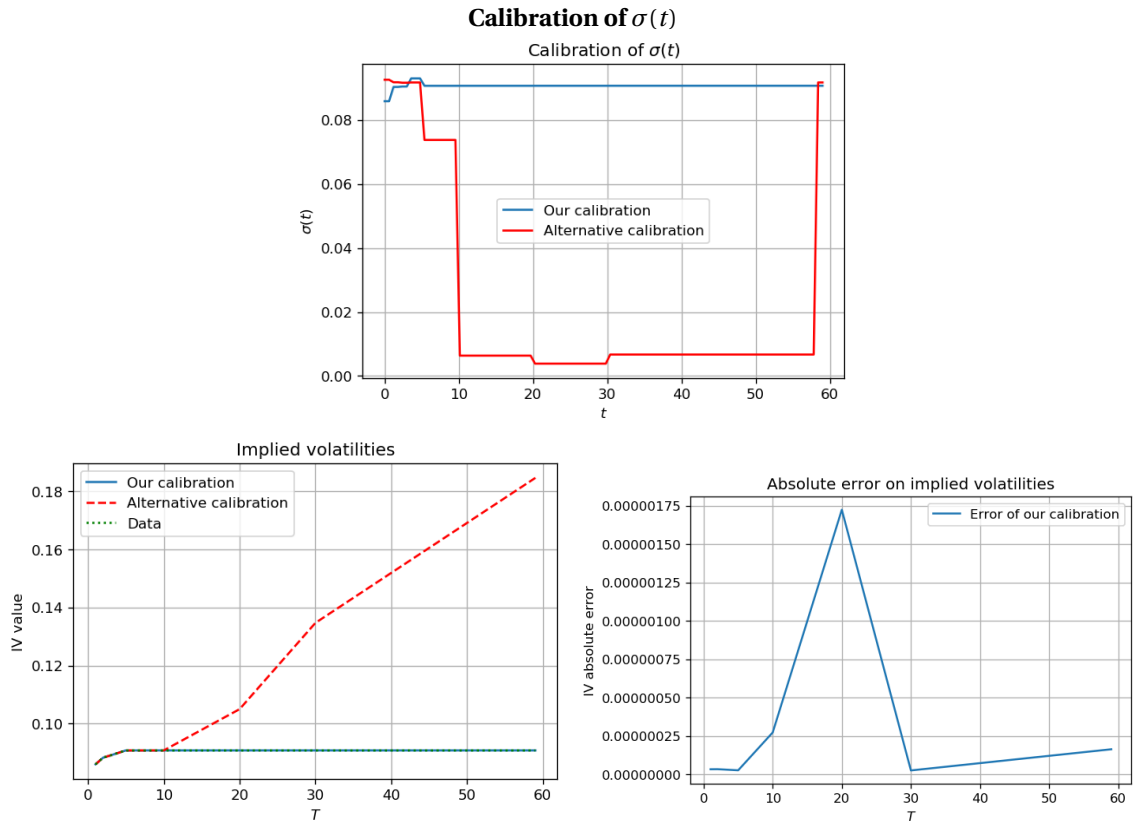 Calibration of σ(t)
Calibration of σ(t)
0.08
0.06
0.04
0.02
0.00
σ(t)
Our calibration
Alternative calibration
0 10 20 30 40 50 60
t
Implied volatilities
0.18
0.16
0.14
0.12
0.10
IV value
Our calibration
Alternative calibration
Data
0 10 20 30 40 50 60
T
Absolute error on implied volatilities
0.00000175
0.00000150
0.00000125
0.00000100
0.00000075
0.00000050
0.00000025
0.00000000
IV absolute error
Error of our calibration
0 10 20 30 40 50 60
T